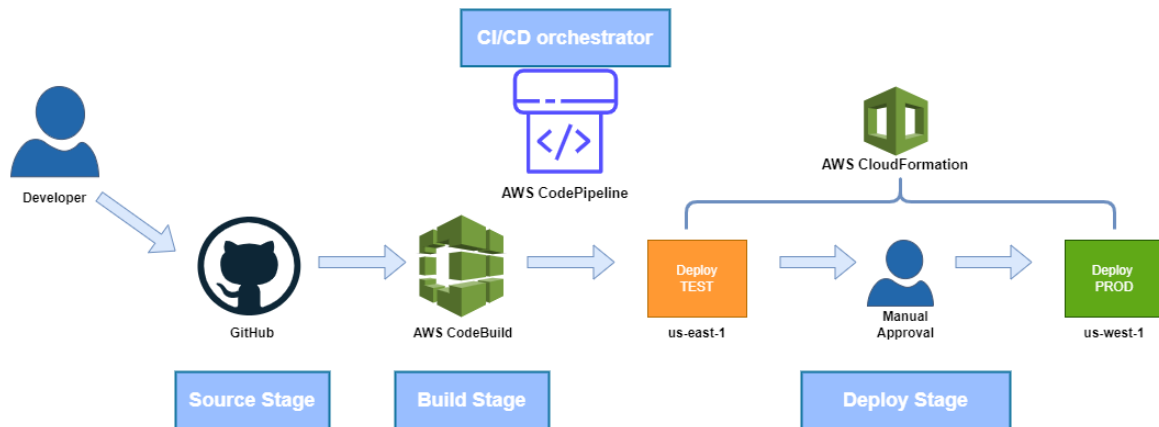 CI/CD orchestrator
AWS CodePipeline
AWS CloudFormation
Developer
Deploy
TEST
Deploy
PROD
GitHub
AWS CodeBuild
us-east-1
Manual
Approval
us-west-1
Source Stage
Build Stage
Deploy Stage